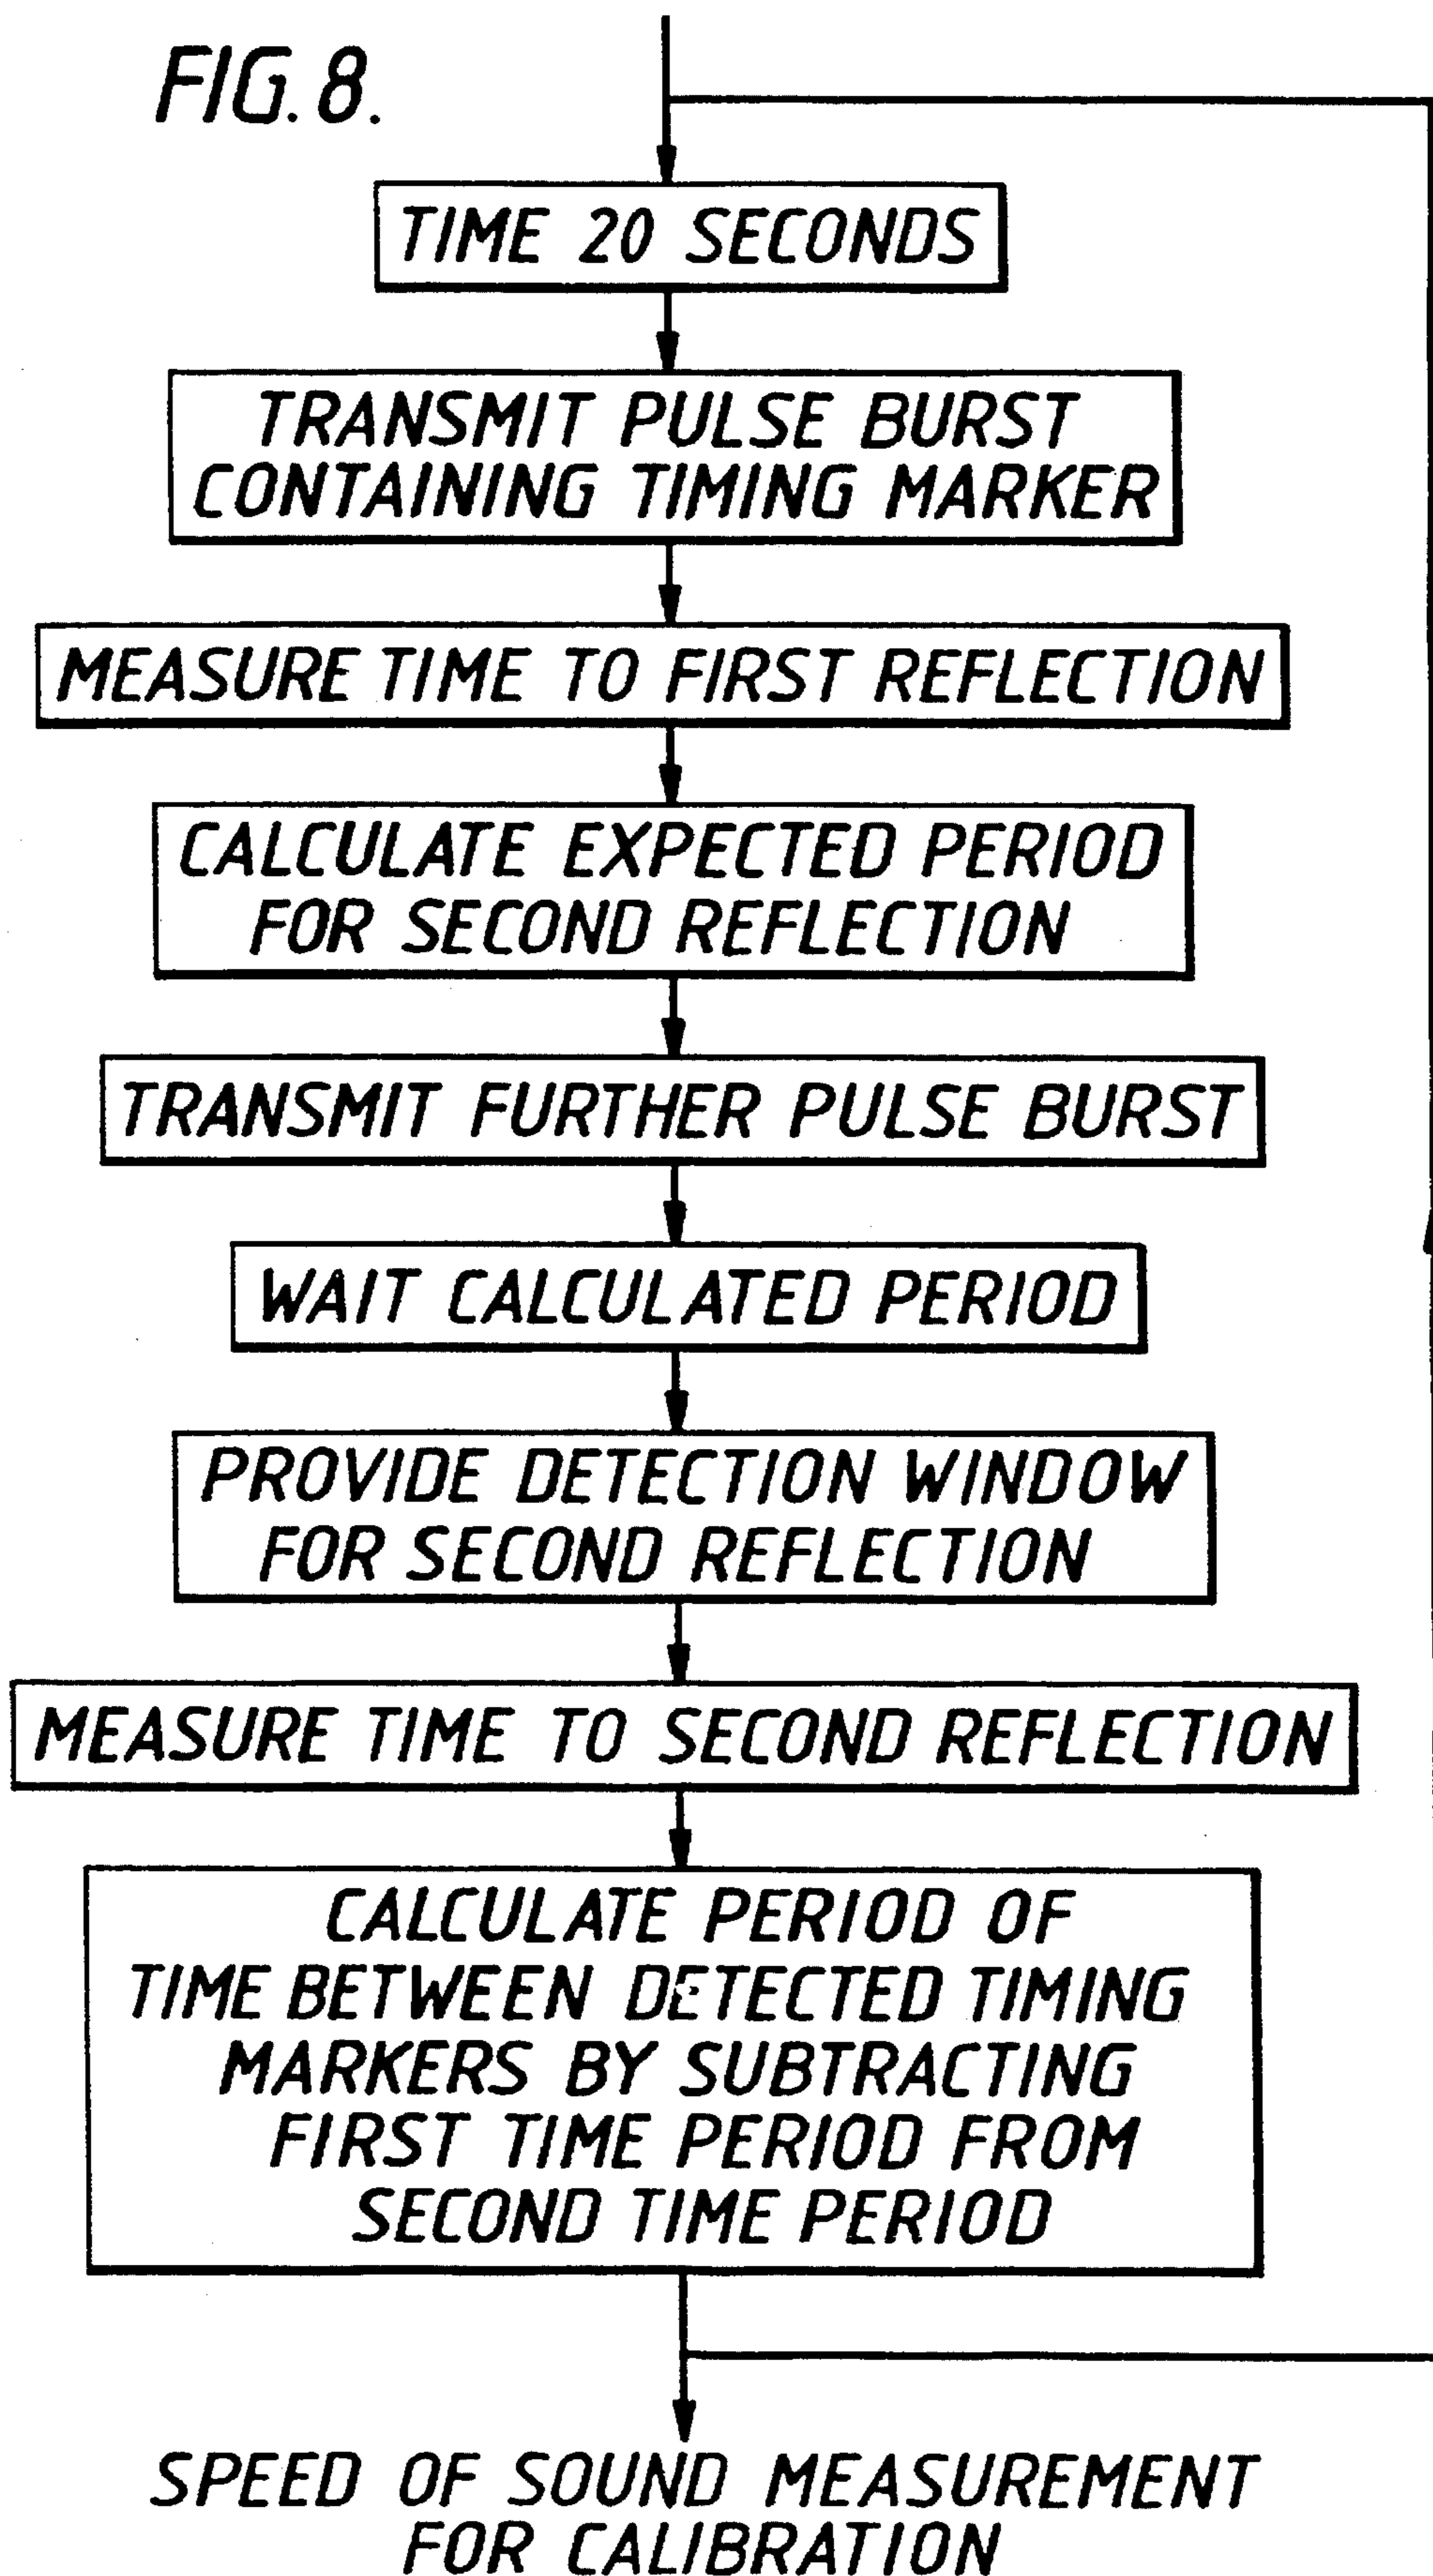 FIG. 8.
TIME 20 SECONDS
TRANSMIT PULSE BURST
CONTAINING TIMING MARKER
MEASURE TIME TO FIRST REFLECTION
CALCULATE EXPECTED PERIOD
FOR SECOND REFLECTION
TRANSMIT FURTHER PULSE BURST
WAIT CALCULATED PERIOD
PROVIDE DETECTION WINDOW
FOR SECOND REFLECTION
MEASURE TIME TO SECOND REFLECTION
CALCULATE PERIOD OF
TIME BETWEEN DETECTED TIMING
MARKERS BY SUBTRACTING
FIRST TIME PERIOD FROM
SECOND TIME PERIOD
SPEED OF SOUND MEASUREMENT
FOR CALIBRATION